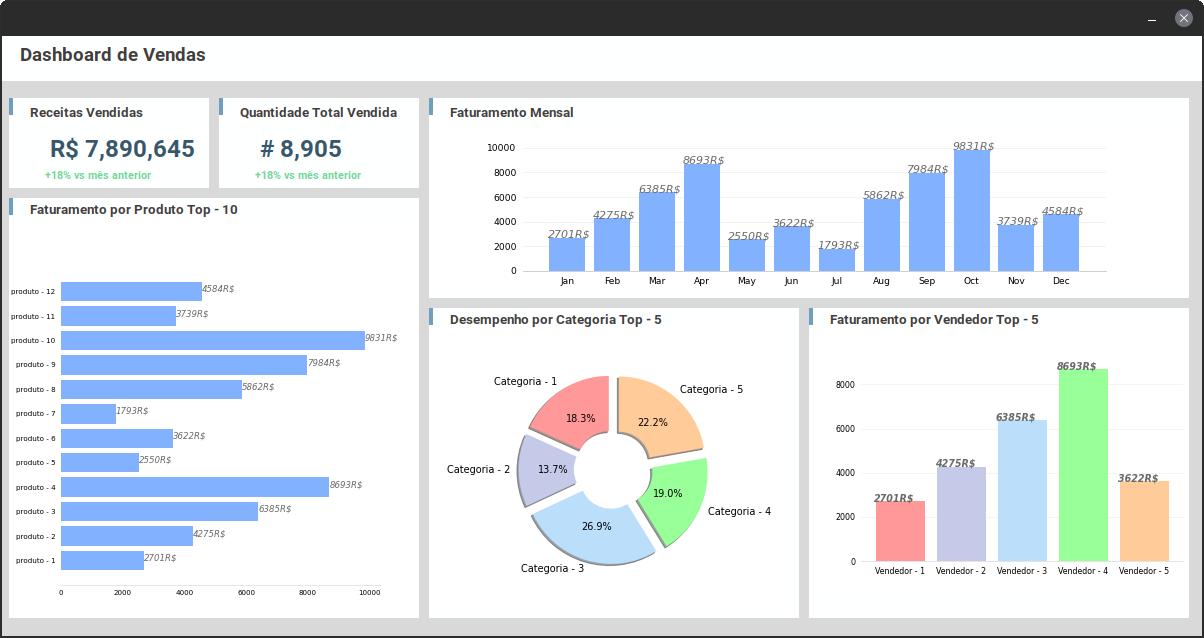 Dashboard de Vendas
Receitas Vendidas
R$ 7,890,645
+18% vs mês anterior
Quantidade Total Vendida
# 8,905
+18% vs mês anterior
Faturamento Mensal
10000
8000
6000
4000
2000
0
2701R$
4275R$
6385R$
8693R$
2550R$
3622R$
1793R$
5862R$
7984R$
9831R$
3739R$
4584R$
Jan Feb Mar Apr May Jun Jul Aug Sep Oct Nov Dec
Faturamento por Produto Top - 10
produto - 12 4584R$
produto - 11 3739R$
produto - 10 9831R$
produto - 9 7984R$
produto - 8 5862R$
produto - 7 1793R$
produto - 6 3622R$
produto - 5 2550R$
produto - 4 8693R$
produto - 3 6385R$
produto - 2 4275R$
produto - 1 2701R$
0 2000 4000 6000 8000 10000
Desempenho por Categoria Top - 5
Categoria - 1
18.3%
Categoria - 2
13.7%
Categoria - 3
26.9%
Categoria - 4
19.0%
Categoria - 5
22.2%
Faturamento por Vendedor Top - 5
8000
6000
4000
2000
0
2701R$
4275R$
6385R$
8693R$
3622R$
Vendedor - 1 Vendedor - 2 Vendedor - 3 Vendedor - 4 Vendedor - 5